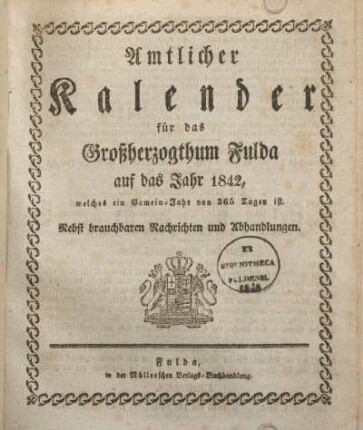 Amtlicher
Kalender
für das
Großherzogthum Fulda
auf das Jahr 1842,
welches ein Gemein-Jahr von 365 Tagen ist.
Nebst brauchbaren Nachrichten und Abhandlungen.
EX
BIBLIOTHECA
Fulda,
in der Müllerschen Verlags-Buchhandlung.